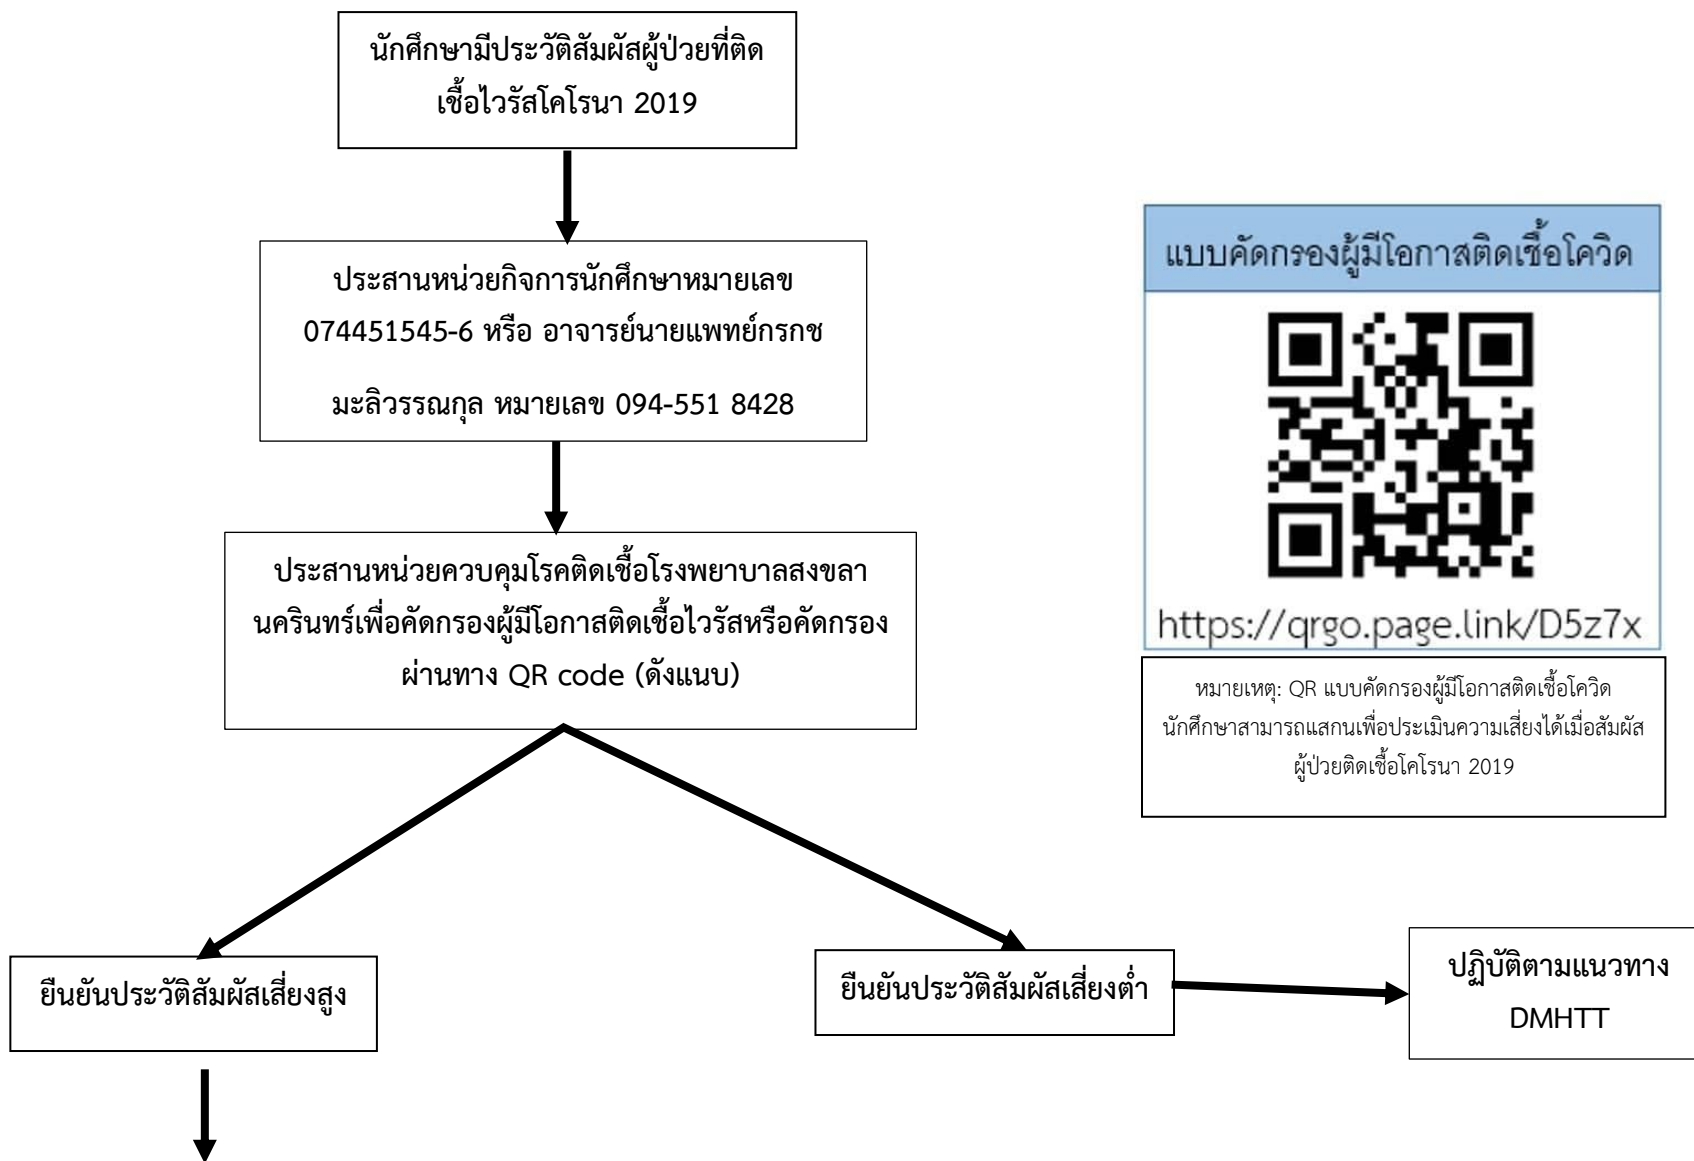 นักศึกษามีประวัติสัมผัสผู้ป่วยที่ติด
เชื้อไวรัสโคโรนา 2019
ประสานหน่วยกิจการนักศึกษาหมายเลข
074451545-6 หรือ อาจารย์นายแพทย์กรกช
มะลิวรรณกุล หมายเลข 094-551 8428
ประสานหน่วยควบคุมโรคติดเชื้อโรงพยาบาลสงขลา
นครินทร์เพื่อคัดกรองผู้มีโอกาสติดเชื้อไวรัสหรือคัดกรอง
ผ่านทาง QR code (ดังแนบ)
แบบคัดกรองผู้มีโอกาสติดเชื้อโควิด
https://qrgo.page.link/D5z7x
หมายเหตุ: QR แบบคัดกรองผู้มีโอกาสติดเชื้อโควิด
นักศึกษาสามารถแสกนเพื่อประเมินความเสี่ยงได้เมื่อสัมผัส
ผู้ป่วยติดเชื้อโคโรนา 2019
ยืนยันประวัติสัมผัสเสี่ยงสูง
ยืนยันประวัติสัมผัสเสี่ยงต่ำ
ปฏิบัติตามแนวทาง
DMHTT